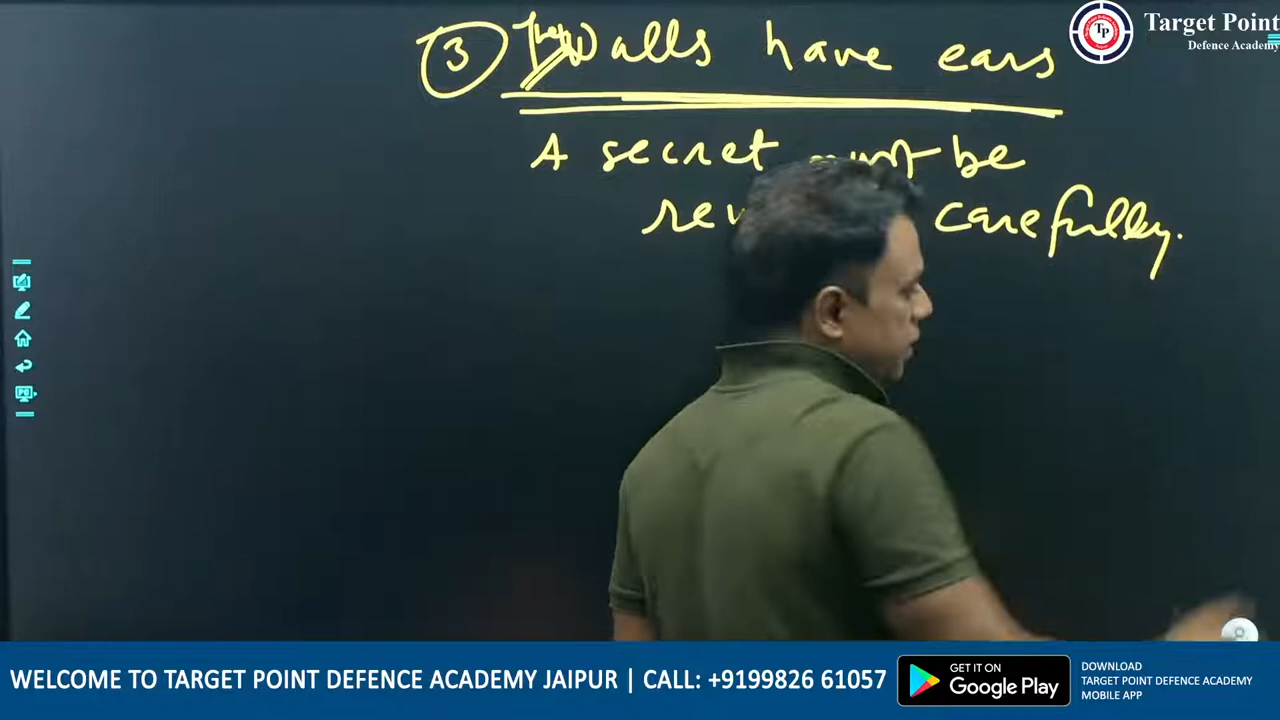 Target Point
Defence Academy
3 Walls have ears
A secret must be
carefully.
WELCOME TO TARGET POINT DEFENCE ACADEMY JAIPUR | CALL: +9199826 61057
GET IT ON
Google Play
DOWNLOAD
TARGET POINT DEFENCE ACADEMY
MOBILE APP